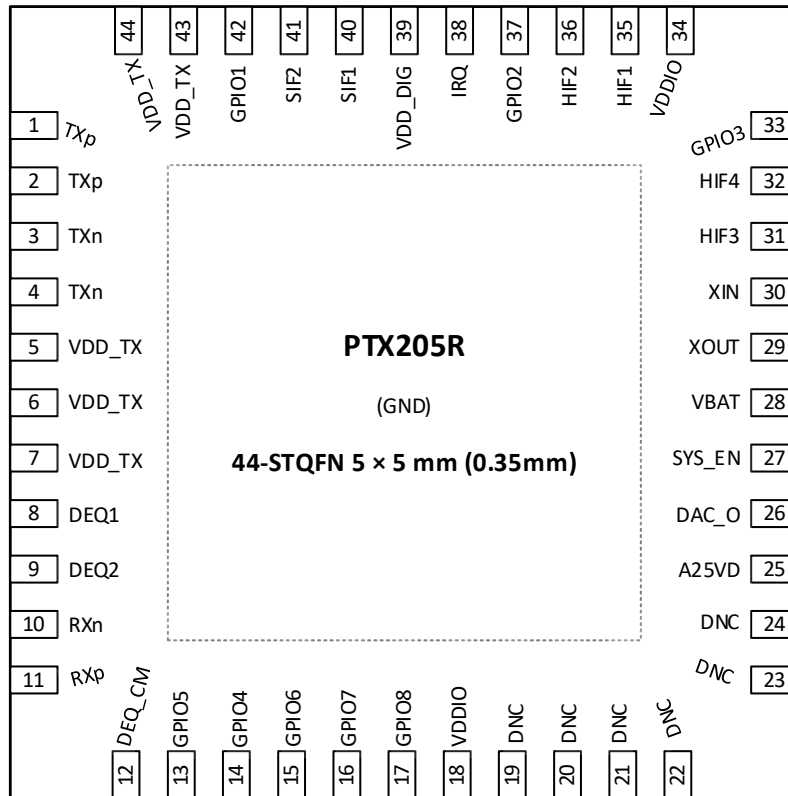 44 43 42 41 40 39 38 37 36 35 34
VDD_TX VDD_TX GPIO1 SIF2 SIF1 VDD_DIG IRQ GPIO2 HIF2 HIF1 VDDIO
1 TXp GPIO3 33
2 TXp HIF4 32
3 TXn HIF3 31
4 TXn XIN 30
5 VDD_TX XOUT 29
6 VDD_TX VBAT 28
7 VDD_TX SYS_EN 27
8 DEQ1 DAC_O 26
9 DEQ2 A25VD 25
10 RXn DNC 24
11 RXp DNC 23
PTX205R
(GND)
44-STQFN 5 × 5 mm (0.35mm)
DEQ_CM GPIO5 GPIO4 GPIO6 GPIO7 GPIO8 VDDIO DNC DNC DNC DNC
12 13 14 15 16 17 18 19 20 21 22